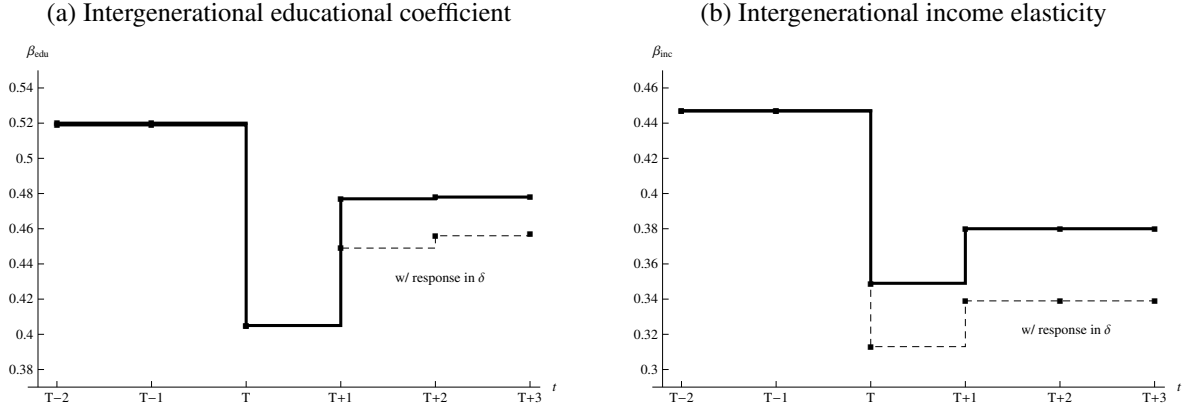 (a) Intergenerational educational coefficient
β_edu
0.54
0.52
0.5
0.48
0.46
0.44
0.42
0.4
0.38
w/ response in δ
T−2 T−1 T T+1 T+2 T+3 t
(b) Intergenerational income elasticity
β_inc
0.46
0.44
0.42
0.4
0.38
0.36
0.34
0.32
0.3
w/ response in δ
T−2 T−1 T T+1 T+2 T+3 t